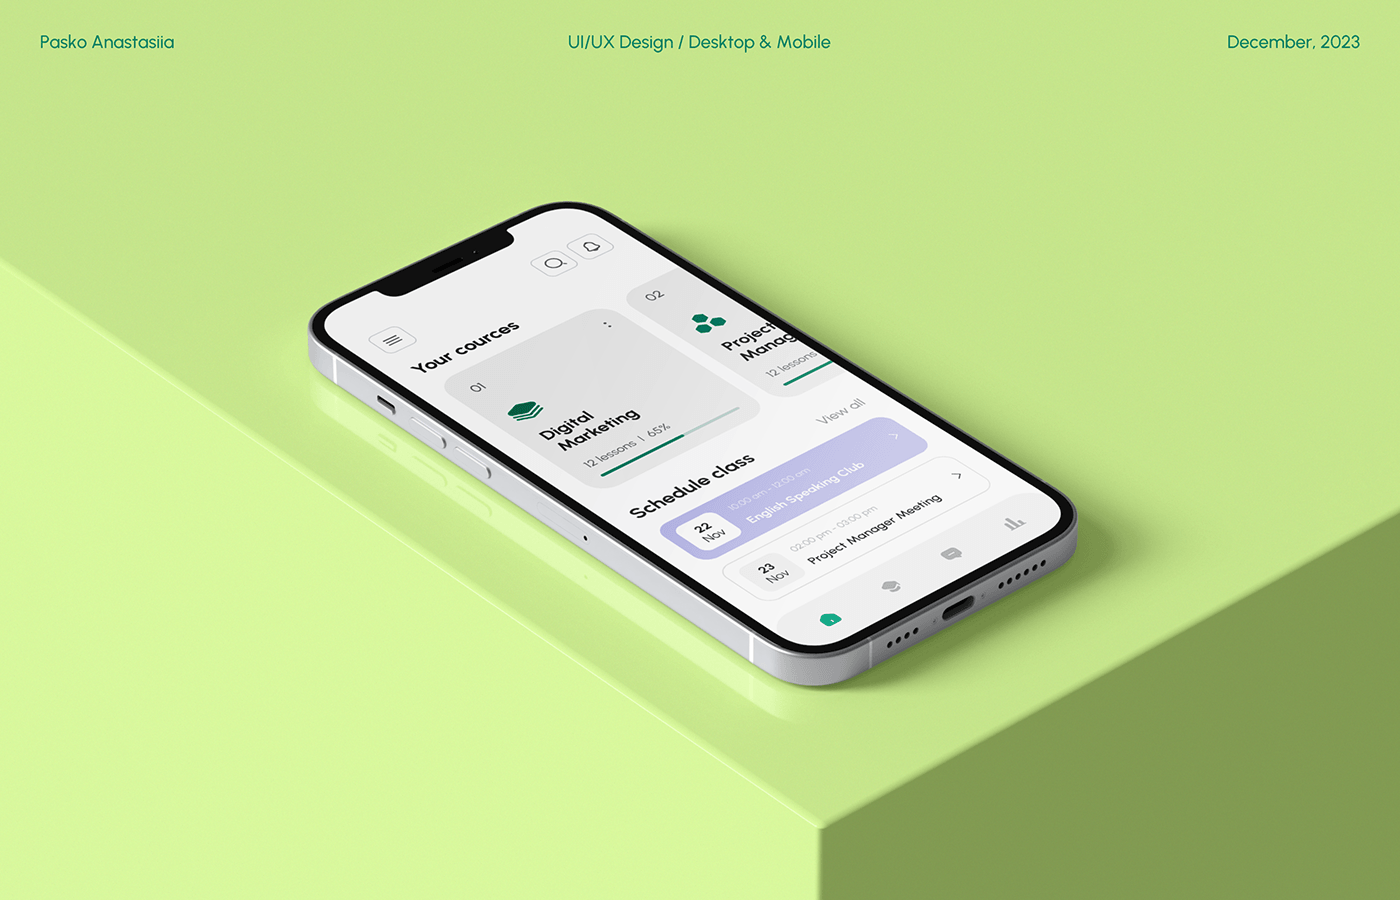 Pasko Anastasiia
UI/UX Design / Desktop & Mobile
December, 2023
Your cources
01
Digital
Marketing
12 lessons | 65%
02
Project
12 lessons
View all
Schedule class
22
Nov
10:00 am - 12:00 am
English Speaking Club
23
Nov
02:00 pm - 03:00 pm
Project Manager Meeting